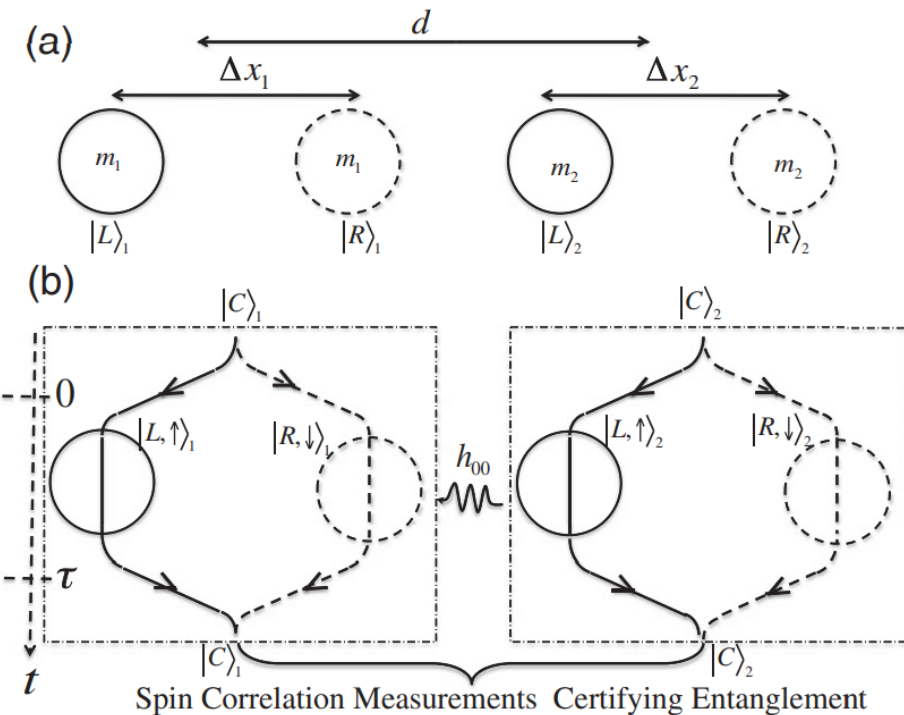 (a)
d
Δx₁ Δx₂
m₁ m₁ m₂ m₂
|L⟩₁ |R⟩₁ |L⟩₂ |R⟩₂
(b)
|C⟩₁ |C⟩₂
0
|L,↑⟩₁ |R,↓⟩₁ |L,↑⟩₂ |R,↓⟩₂
h₀₀
τ
|C⟩₁ |C⟩₂
t
Spin Correlation Measurements Certifying Entanglement